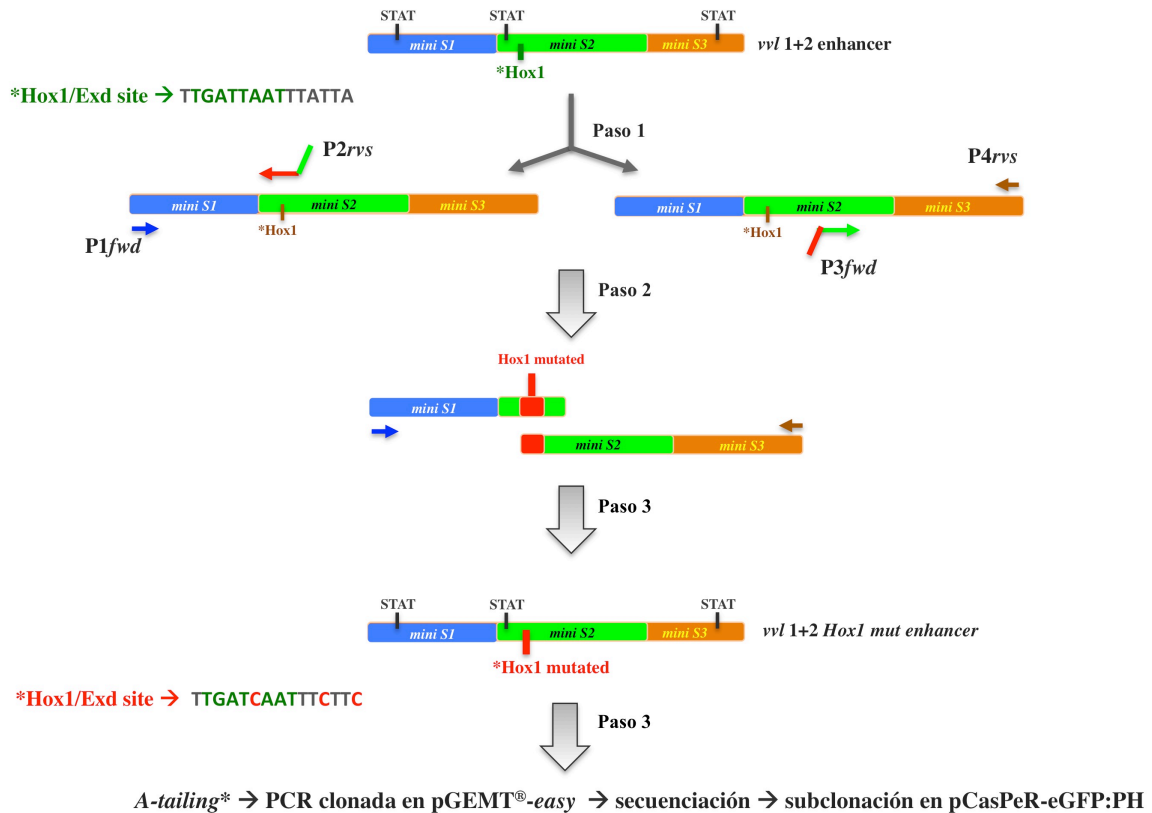 STAT STAT STAT
mini S1 mini S2 mini S3 vvl 1+2 enhancer
*Hox1
*Hox1/Exd site → TTGATTAATTTATTA
Paso 1
P2rvs P4rvs
mini S1 mini S2 mini S3 mini S1 mini S2 mini S3
*Hox1 *Hox1
P1fwd P3fwd
Paso 2
Hox1 mutated
mini S1
mini S2 mini S3
Paso 3
STAT STAT STAT
mini S1 mini S2 mini S3 vvl 1+2 Hox1 mut enhancer
*Hox1 mutated
*Hox1/Exd site → TTGATCAATTTCTTC
Paso 3
A-tailing* → PCR clonada en pGEMT®-easy → secuenciación → subclonación en pCasPeR-eGFP:PH